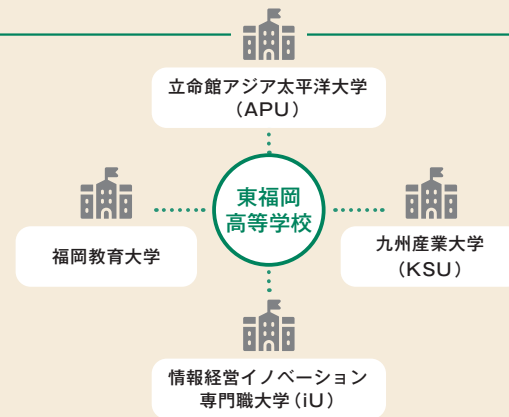 立命館アジア太平洋大学
（APU）
東福岡
高等学校
福岡教育大学
九州産業大学
（KSU）
情報経営イノベーション
専門職大学（iU）